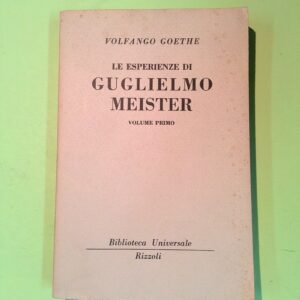 VOLFANGO GOETHE
LE ESPERIENZE DI
GUGLIELMO
MEISTER
VOLUME PRIMO
Biblioteca Universale
Rizzoli